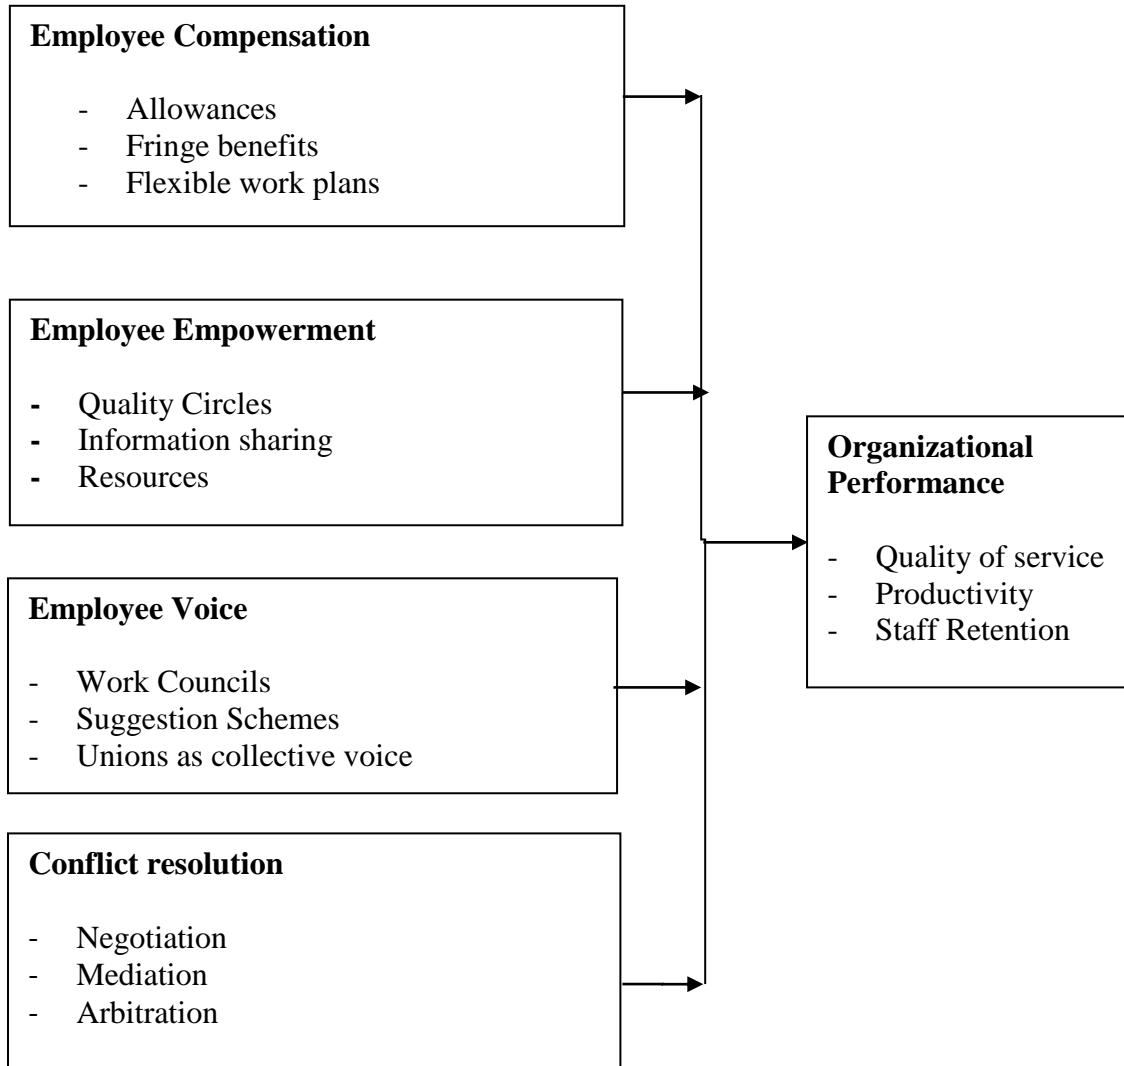 Employee Compensation
- Allowances
- Fringe benefits
- Flexible work plans
Employee Empowerment
- Quality Circles
- Information sharing
- Resources
Employee Voice
- Work Councils
- Suggestion Schemes
- Unions as collective voice
Conflict resolution
- Negotiation
- Mediation
- Arbitration
Organizational
Performance
- Quality of service
- Productivity
- Staff Retention